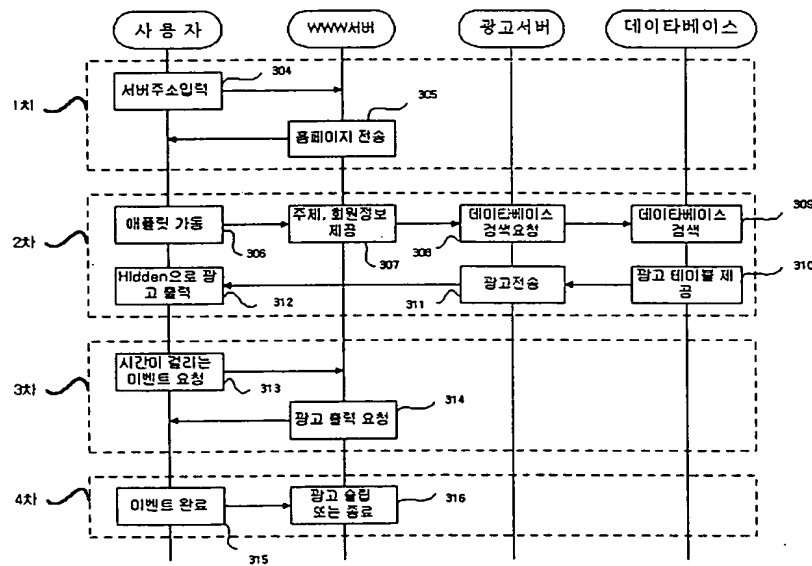 사용자
WWW서버
광고서버
데이타베이스
1차
서버주소입력
304
305
홈페이지 전송
2차
애플릿 가동
306
주제, 회원정보
제공
307
데이타베이스
검색요청
308
데이타베이스
검색
309
Hidden으로 광
고 출력
312
광고전송
311
광고 테이블 제
공
310
3차
시간이 걸리는
이벤트 요청
313
광고 출력 요청
314
4차
이벤트 완료
315
광고 슬립
또는 종료
316